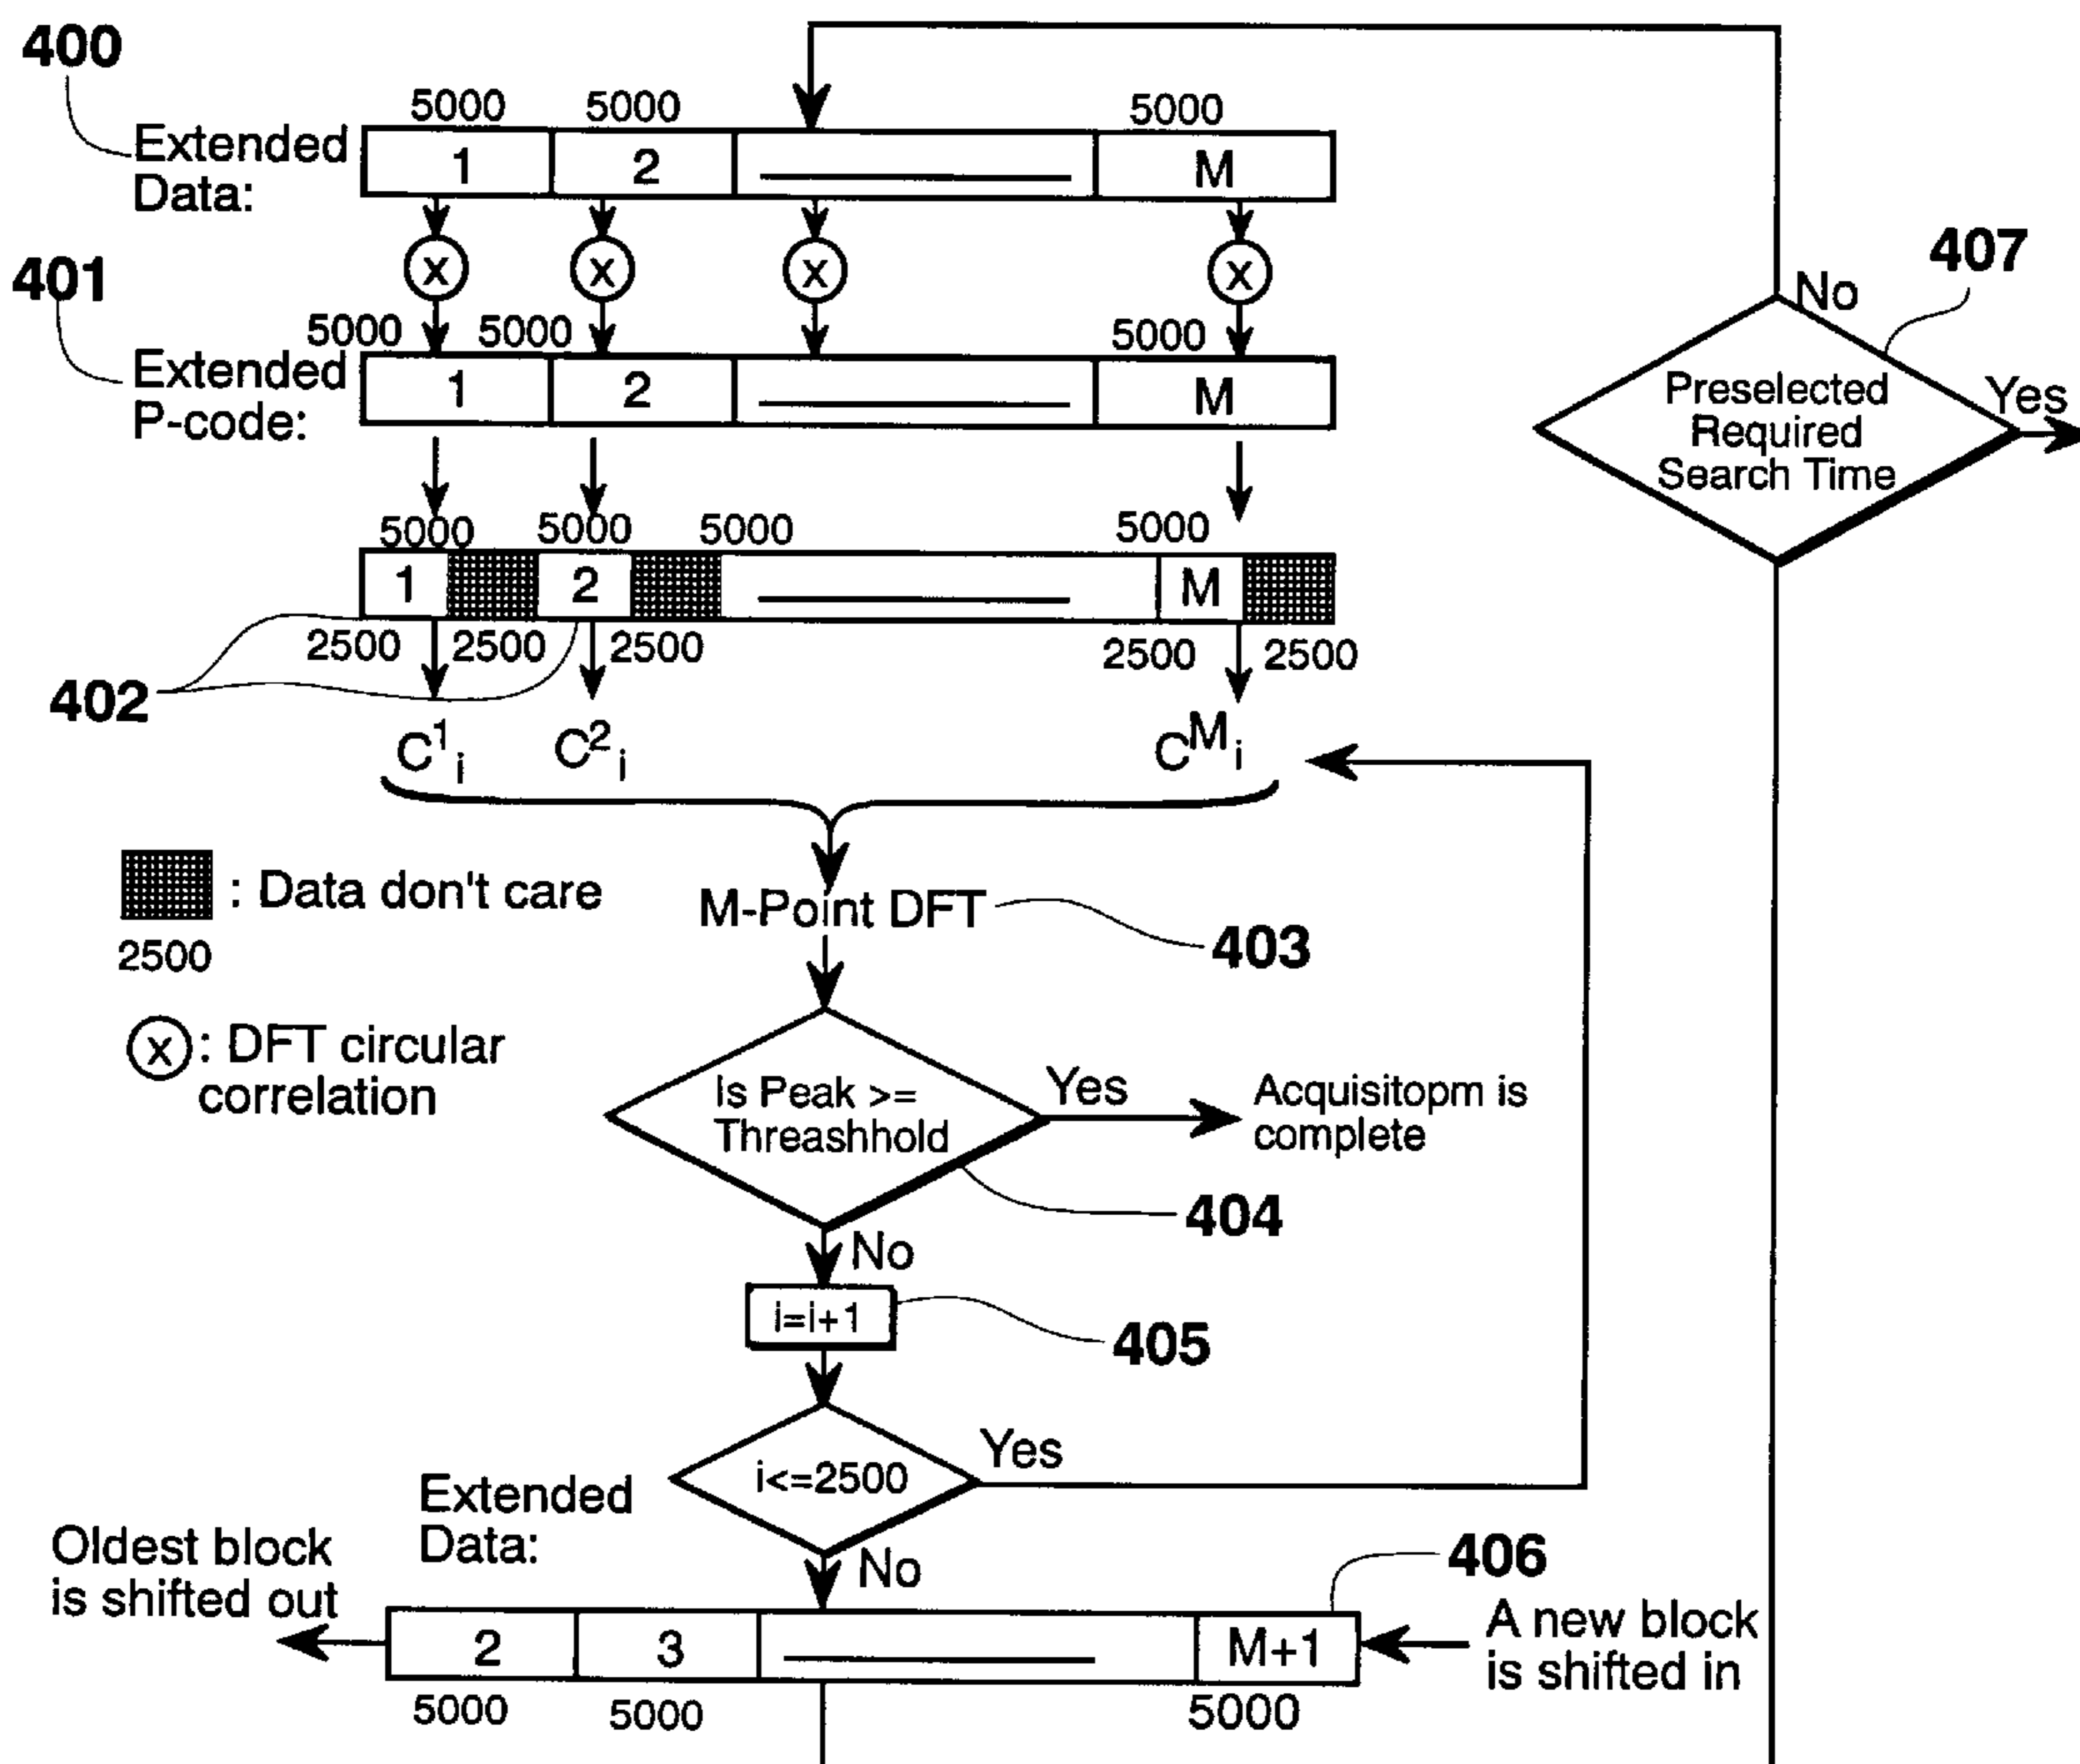 400
5000 5000 5000
Extended
Data:
1 2 M
x x x x
401
5000 5000 5000
Extended
P-code:
1 2 M
407
No
Preselected
Required
Search Time
Yes
5000 5000 5000 5000
1 2 M
2500 2500 2500 2500 2500
402
C1i C2i CMi
: Data don't care
2500
M-Point DFT
403
x : DFT circular
correlation
Is Peak >=
Threashhold
Yes
Acquisitopm is
complete
404
No
i=i+1
405
i<=2500
Yes
No
Extended
Data:
Oldest block
is shifted out
406
2 3 M+1
A new block
is shifted in
5000 5000 5000